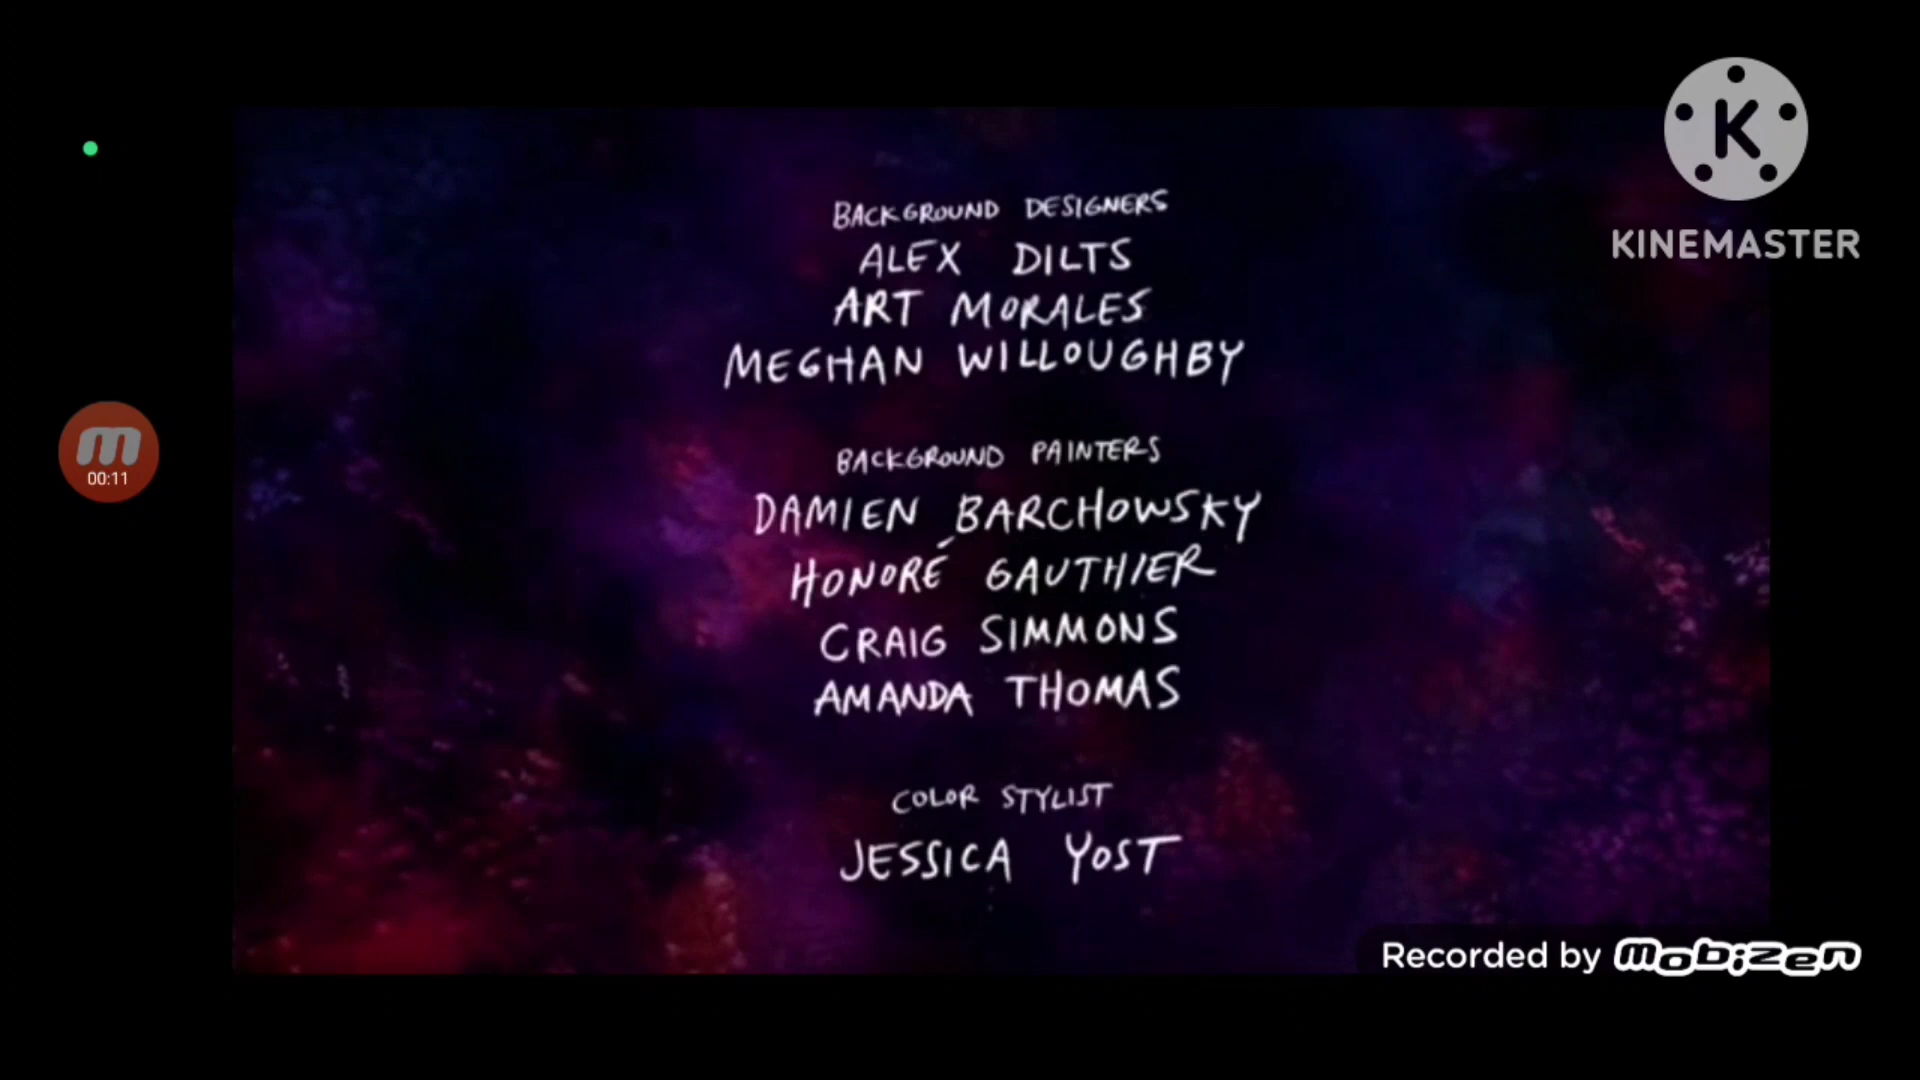 BACKGROUND DESIGNERS
ALEX DILTS
ART MORALES
MEGHAN WILLOUGHBY
BACKGROUND PAINTERS
DAMIEN BARCHOWSKY
HONORÉ GAUTHIER
CRAIG SIMMONS
AMANDA THOMAS
COLOR STYLIST
JESSICA YOST
K
KINEMASTER
m
00:11
Recorded by mobizen